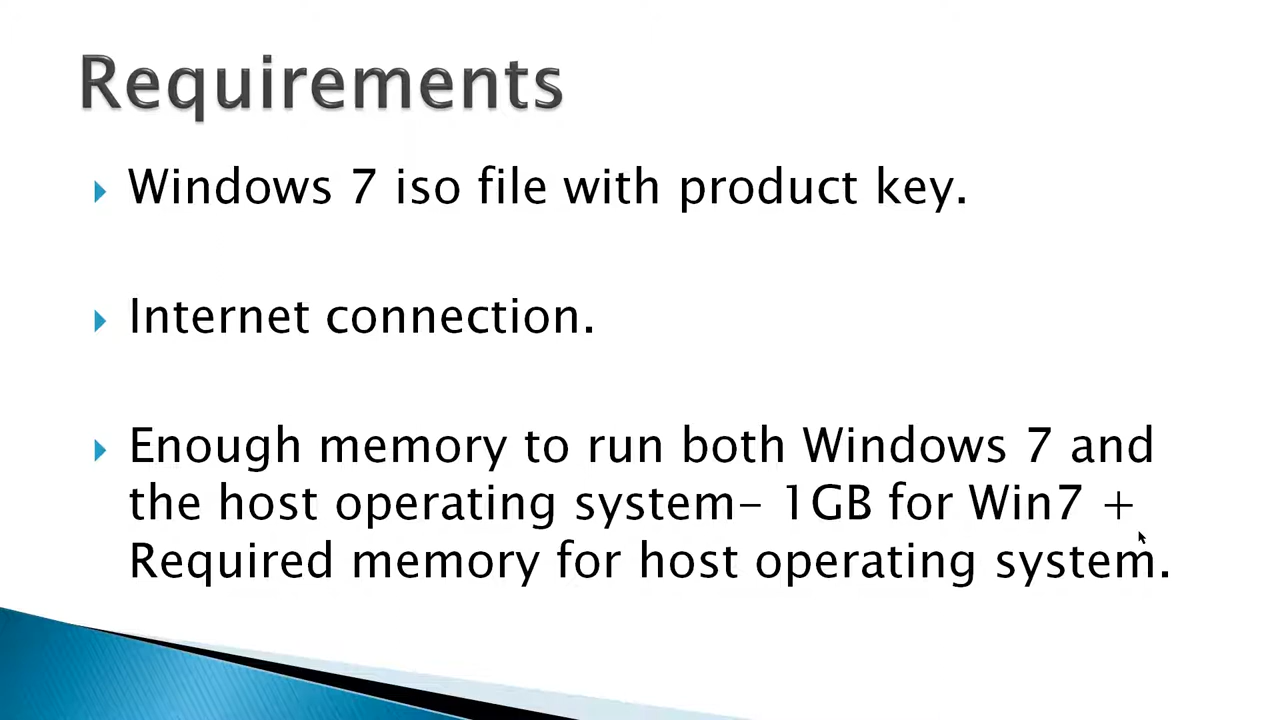 Requirements
Windows 7 iso file with product key.
Internet connection.
Enough memory to run both Windows 7 and
the host operating system- 1GB for Win7 +
Required memory for host operating system.